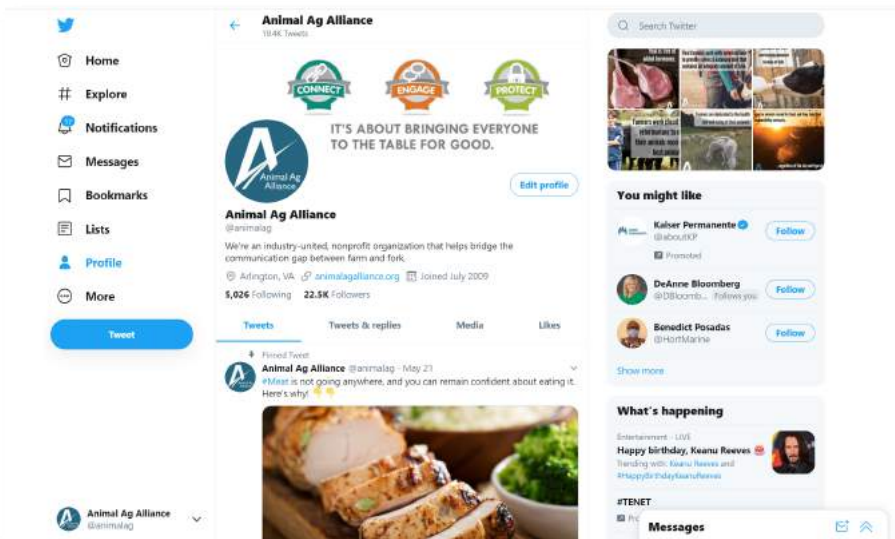 Home
Explore
Notifications
Messages
Bookmarks
Lists
Profile
More
Tweet
Animal Ag Alliance
@animalag
Animal Ag Alliance
19.4K Tweets
CONNECT
ENGAGE
PROTECT
IT'S ABOUT BRINGING EVERYONE
TO THE TABLE FOR GOOD.
Animal Ag
Alliance
Edit profile
Animal Ag Alliance
@animalag
We're an industry-united, nonprofit organization that helps bridge the
communication gap between farm and fork.
Arlington, VA animalagalliance.org Joined July 2009
5,026 Following 22.5K Followers
Tweets Tweets & replies Media Likes
Pinned Tweet
Animal Ag Alliance @animalag · May 21
#Meat is not going anywhere, and you can remain confident about eating it.
Here's why!
Search Twitter
added hormones
You might like
Kaiser Permanente
@aboutKP
Promoted
Follow
DeAnne Bloomberg
@DBloomb... Follows you
Follow
Benedict Posadas
@HortMarine
Follow
Show more
What's happening
Entertainment · LIVE
Happy birthday, Keanu Reeves
Trending with: Keanu Reeves and
#HappyBirthdayKeanuReeves
#TENET
Messages